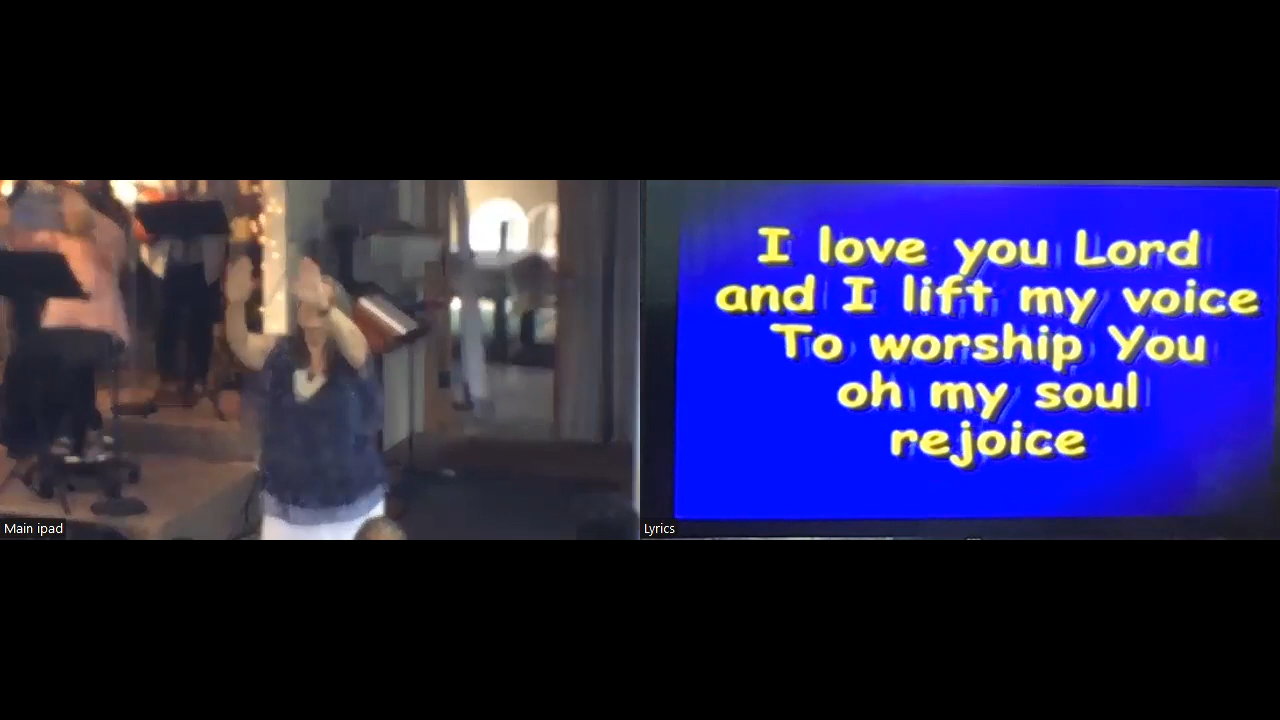 I love you Lord
and I lift my voice
To worship You
oh my soul
rejoice
Main ipad
Lyrics